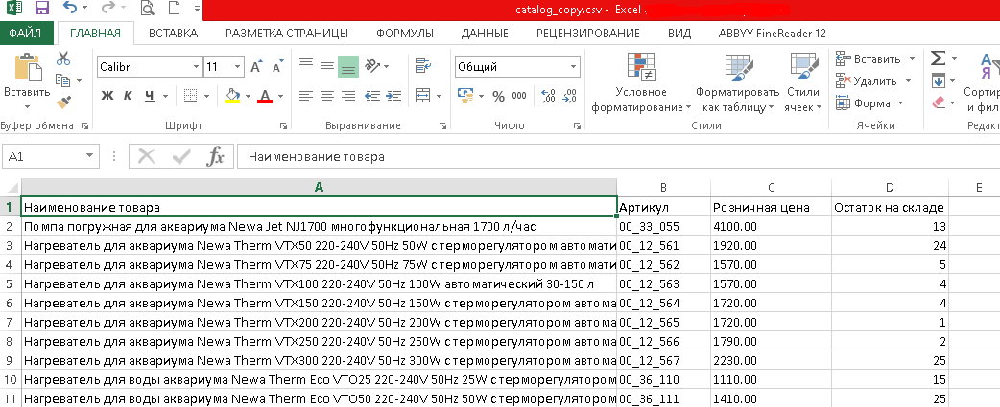 catalog_copy.csv - Excel
ФАЙЛ ГЛАВНАЯ ВСТАВКА РАЗМЕТКА СТРАНИЦЫ ФОРМУЛЫ ДАННЫЕ РЕЦЕНЗИРОВАНИЕ ВИД ABBYY FineReader 12
Вставить
Calibri 11
Ж К Ч
Общий
% 000
Условное форматирование
Форматировать как таблицу
Стили ячеек
Вставить
Удалить
Формат
Сортир
и фил
Буфер обмена Шрифт Выравнивание Число Стили Ячейки Редакт
A1 fx Наименование товара
A B C D E
1 Наименование товара Артикул Розничная цена Остаток на складе
2 Помпа погружная для аквариума Newa Jet NJ1700 многофункциональная 1700 л/час 00_33_055 4100.00 13
3 Нагреватель для аквариума Newa Therm VTX50 220-240V 50Hz 50W с терморегулятором автомати 00_12_561 1920.00 24
4 Нагреватель для аквариума Newa Therm VTX75 220-240V 50Hz 75W с терморегулятором автомати 00_12_562 1570.00 5
5 Нагреватель для аквариума Newa Therm VTX100 220-240V 50Hz 100W автоматический 30-150 л 00_12_563 1570.00 4
6 Нагреватель для аквариума Newa Therm VTX150 220-240V 50Hz 150W с терморегулятором автома 00_12_564 1720.00 4
7 Нагреватель для аквариума Newa Therm VTX200 220-240V 50Hz 200W с терморегулятором автома 00_12_565 1720.00 1
8 Нагреватель для аквариума Newa Therm VTX250 220-240V 50Hz 250W с терморегулятором автома 00_12_566 1790.00 2
9 Нагреватель для аквариума Newa Therm VTX300 220-240V 50Hz 300W с терморегулятором автома 00_12_567 2230.00 25
10 Нагреватель для воды аквариума Newa Therm Eco VTO25 220-240V 50Hz 25W с терморегулятором 00_36_110 1110.00 15
11 Нагреватель для воды аквариума Newa Therm Eco VTO50 220-240V 50Hz 50W с терморегулятором 00_36_111 1410.00 25